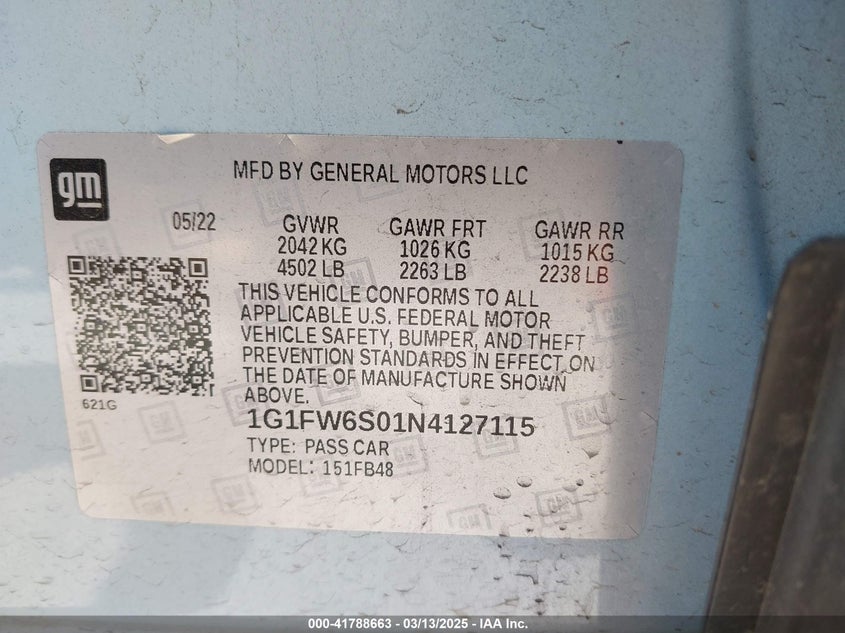 gm
MFD BY GENERAL MOTORS LLC
05/22 GVWR GAWR FRT GAWR RR
2042 KG 1026 KG 1015 KG
4502 LB 2263 LB 2238 LB
THIS VEHICLE CONFORMS TO ALL
APPLICABLE U.S. FEDERAL MOTOR
VEHICLE SAFETY, BUMPER, AND THEFT
PREVENTION STANDARDS IN EFFECT ON
THE DATE OF MANUFACTURE SHOWN
ABOVE.
621G
1G1FW6S01N4127115
TYPE: PASS CAR
MODEL: 151FB48
000-41788663 - 03/13/2025 - IAA Inc.